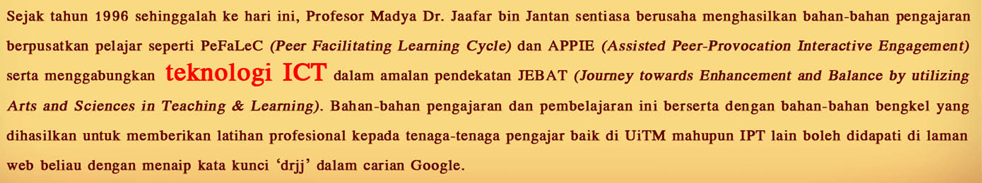 Sejak tahun 1996 sehinggalah ke hari ini, Profesor Madya Dr. Jaafar bin Jantan sentiasa berusaha menghasilkan bahan-bahan pengajaran
berpusatkan pelajar seperti PeFaLeC (Peer Facilitating Learning Cycle) dan APPIE (Assisted Peer-Provocation Interactive Engagement)
serta menggabungkan teknologi ICT dalam amalan pendekatan JEBAT (Journey towards Enhancement and Balance by utilizing
Arts and Sciences in Teaching & Learning). Bahan-bahan pengajaran dan pembelajaran ini berserta dengan bahan-bahan bengkel yang
dihasilkan untuk memberikan latihan profesional kepada tenaga-tenaga pengajar baik di UiTM mahupun IPT lain boleh didapati di laman
web beliau dengan menaip kata kunci ‘drjj’ dalam carian Google.